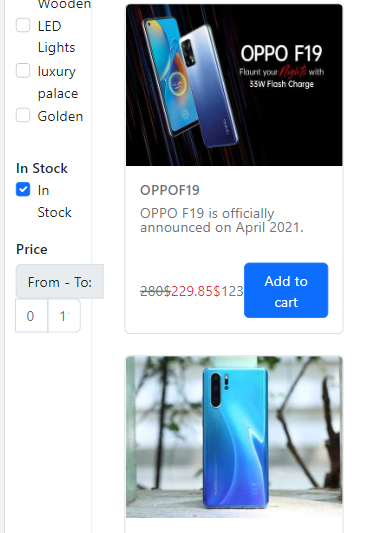 Wooden
LED
Lights
luxury
palace
Golden
In Stock
In
Stock
Price
From - To:
0
OPPO F19
Flaunt your Nights with
33W Flash Charge
OPPOF19
OPPO F19 is officially
announced on April 2021.
280$229.85$123
Add to
cart